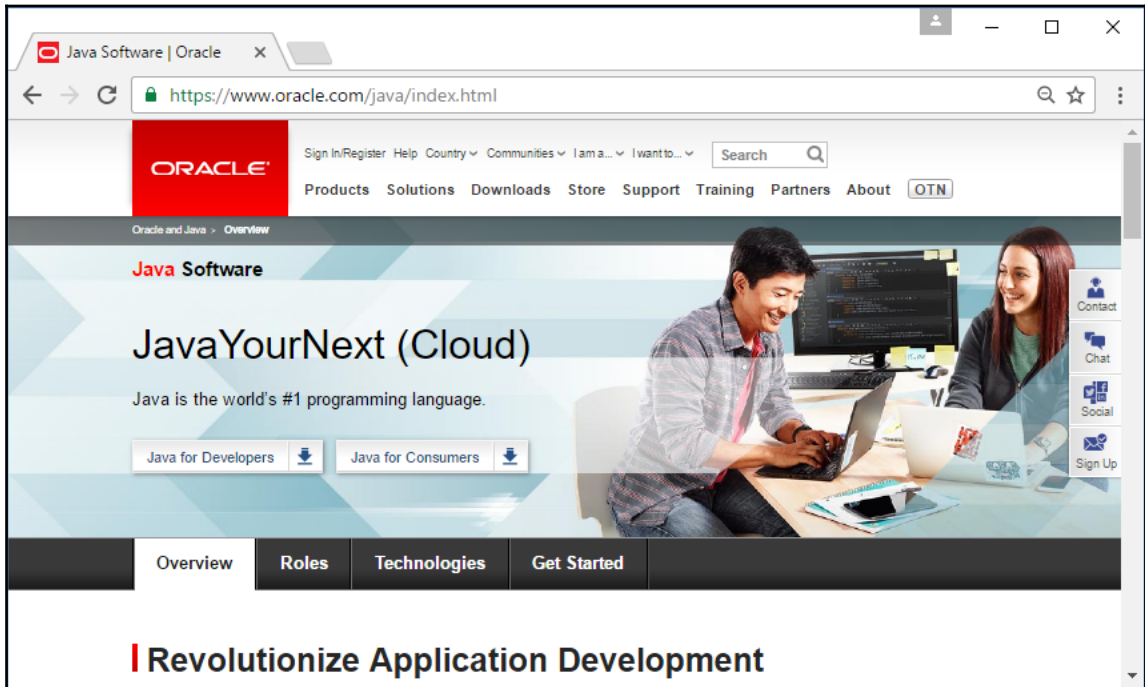 Java Software | Oracle
https://www.oracle.com/java/index.html
ORACLE®
Sign In/Register Help Country Communities I am a... I want to... Search
Products Solutions Downloads Store Support Training Partners About OTN
Oracle and Java > Overview
Java Software
JavaYourNext (Cloud)
Java is the world's #1 programming language.
Java for Developers Java for Consumers
Contact
Chat
Social
Sign Up
Overview Roles Technologies Get Started
Revolutionize Application Development